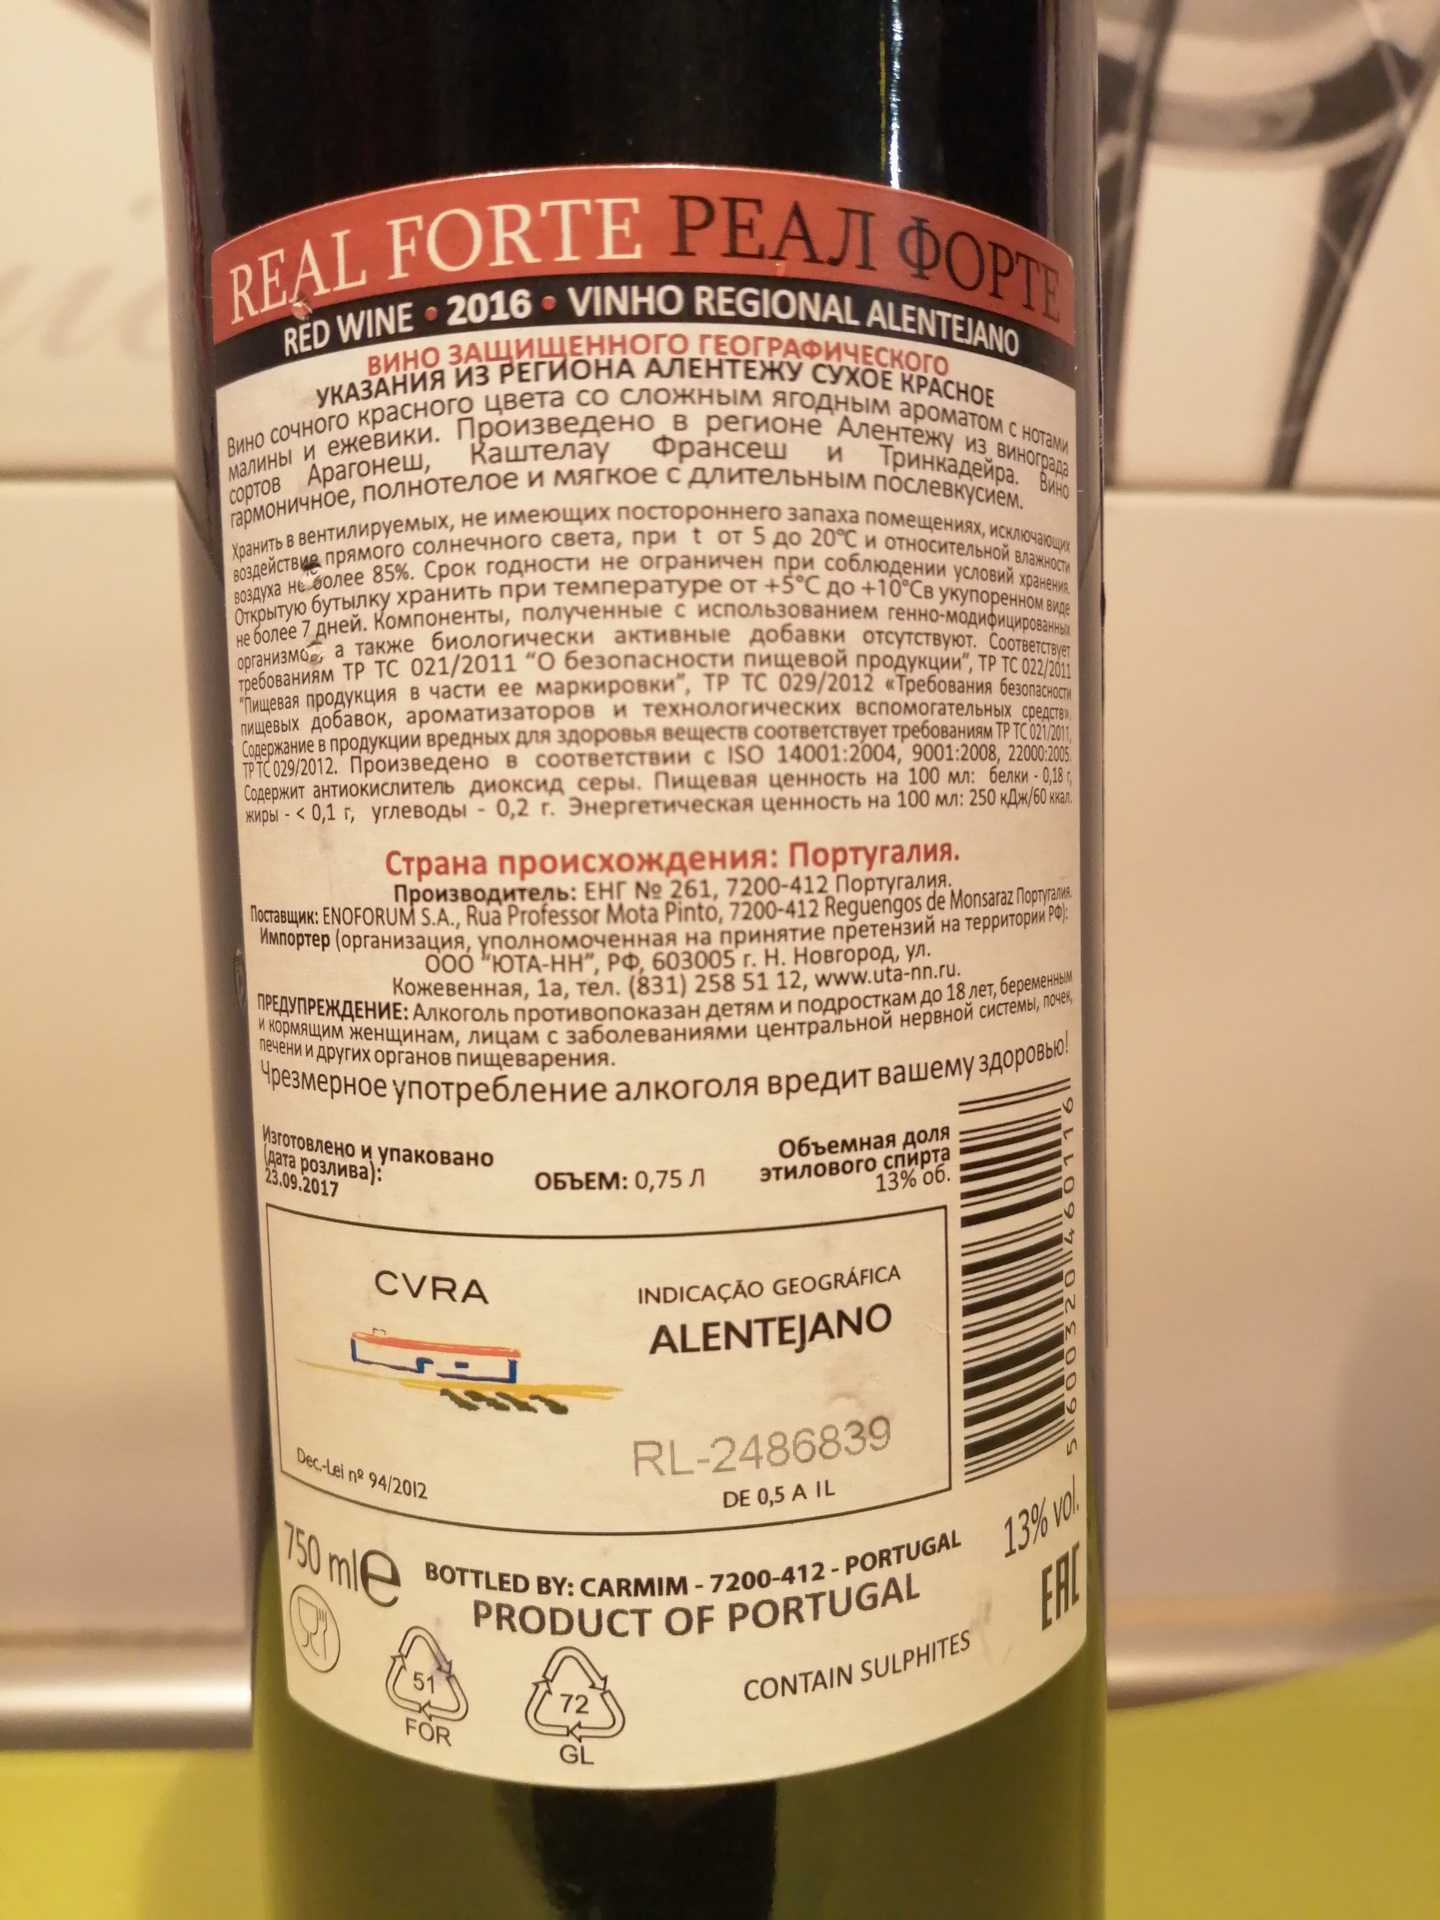 REAL FORTE РЕАЛ ФОРТЕ
RED WINE • 2016 • VINHO REGIONAL ALENTEJANO
ВИНО ЗАЩИЩЕННОГО ГЕОГРАФИЧЕСКОГО
УКАЗАНИЯ ИЗ РЕГИОНА АЛЕНТЕЖУ СУХОЕ КРАСНОЕ
Вино сочного красного цвета со сложным ягодным ароматом с нотами
малины и ежевики. Произведено в регионе Алентежу из винограда
сортов Арагонеш, Каштелау Франсеш и Тринкадейра. Вино
гармоничное, полнотелое и мягкое с длительным послевкусием.
Хранить в вентилируемых, не имеющих постороннего запаха помещениях, исключающих
воздействие прямого солнечного света, при t от 5 до 20°C и относительной влажности
воздуха не более 85%. Срок годности не ограничен при соблюдении условий хранения.
Открытую бутылку хранить при температуре от +5°C до +10°Св укупоренном виде
не более 7 дней. Компоненты, полученные с использованием генно-модифицированных
организмов, а также биологически активные добавки отсутствуют. Соответствует
требованиям ТР ТС 021/2011 "О безопасности пищевой продукции", ТР ТС 022/2011
"Пищевая продукция в части ее маркировки", ТР ТС 029/2012 «Требования безопасности
пищевых добавок, ароматизаторов и технологических вспомогательных средств».
Содержание в продукции вредных для здоровья веществ соответствует требованиям ТР ТС 021/2011,
ТР ТС 029/2012. Произведено в соответствии с ISO 14001:2004, 9001:2008, 22000:2005.
Содержит антиокислитель диоксид серы. Пищевая ценность на 100 мл: белки - 0,18 г,
жиры - < 0,1 г, углеводы - 0,2 г. Энергетическая ценность на 100 мл: 250 кДж/60 ккал.
Страна происхождения: Португалия.
Производитель: ЕНГ № 261, 7200-412 Португалия.
Поставщик: ENOFORUM S.A., Rua Professor Mota Pinto, 7200-412 Reguengos de Monsaraz Португалия.
Импортер (организация, уполномоченная на принятие претензий на территории РФ):
ООО "ЮТА-НН", РФ, 603005 г. Н. Новгород, ул.
Кожевенная, 1а, тел. (831) 258 51 12, www.uta-nn.ru.
ПРЕДУПРЕЖДЕНИЕ: Алкоголь противопоказан детям и подросткам до 18 лет, беременным
и кормящим женщинам, лицам с заболеваниями центральной нервной системы, почек,
печени и других органов пищеварения.
Чрезмерное употребление алкоголя вредит вашему здоровью!
Изготовлено и упаковано
(дата розлива):
23.09.2017
ОБЪЕМ: 0,75 Л
Объемная доля
этилового спирта
13% об.
5 600320 460116
CVRA
INDICAÇÃO GEOGRÁFICA
ALENTEJANO
RL-2486839
Dec.-Lei nº 94/2012
DE 0,5 A 1L
750 ml e
BOTTLED BY: CARMIM - 7200-412 - PORTUGAL
PRODUCT OF PORTUGAL
13% vol.
EAC
CONTAIN SULPHITES
51
FOR
72
GL